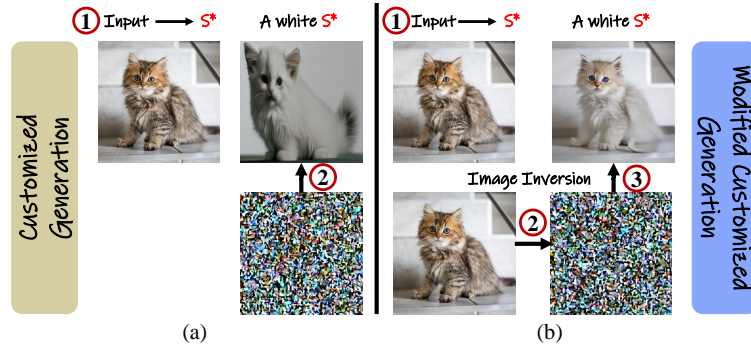 ① Input → S*
A white S*
Customized
Generation
②
(a)
① Input → S*
A white S*
Image Inversion
②
③
Modified Customized
Generation
(b)